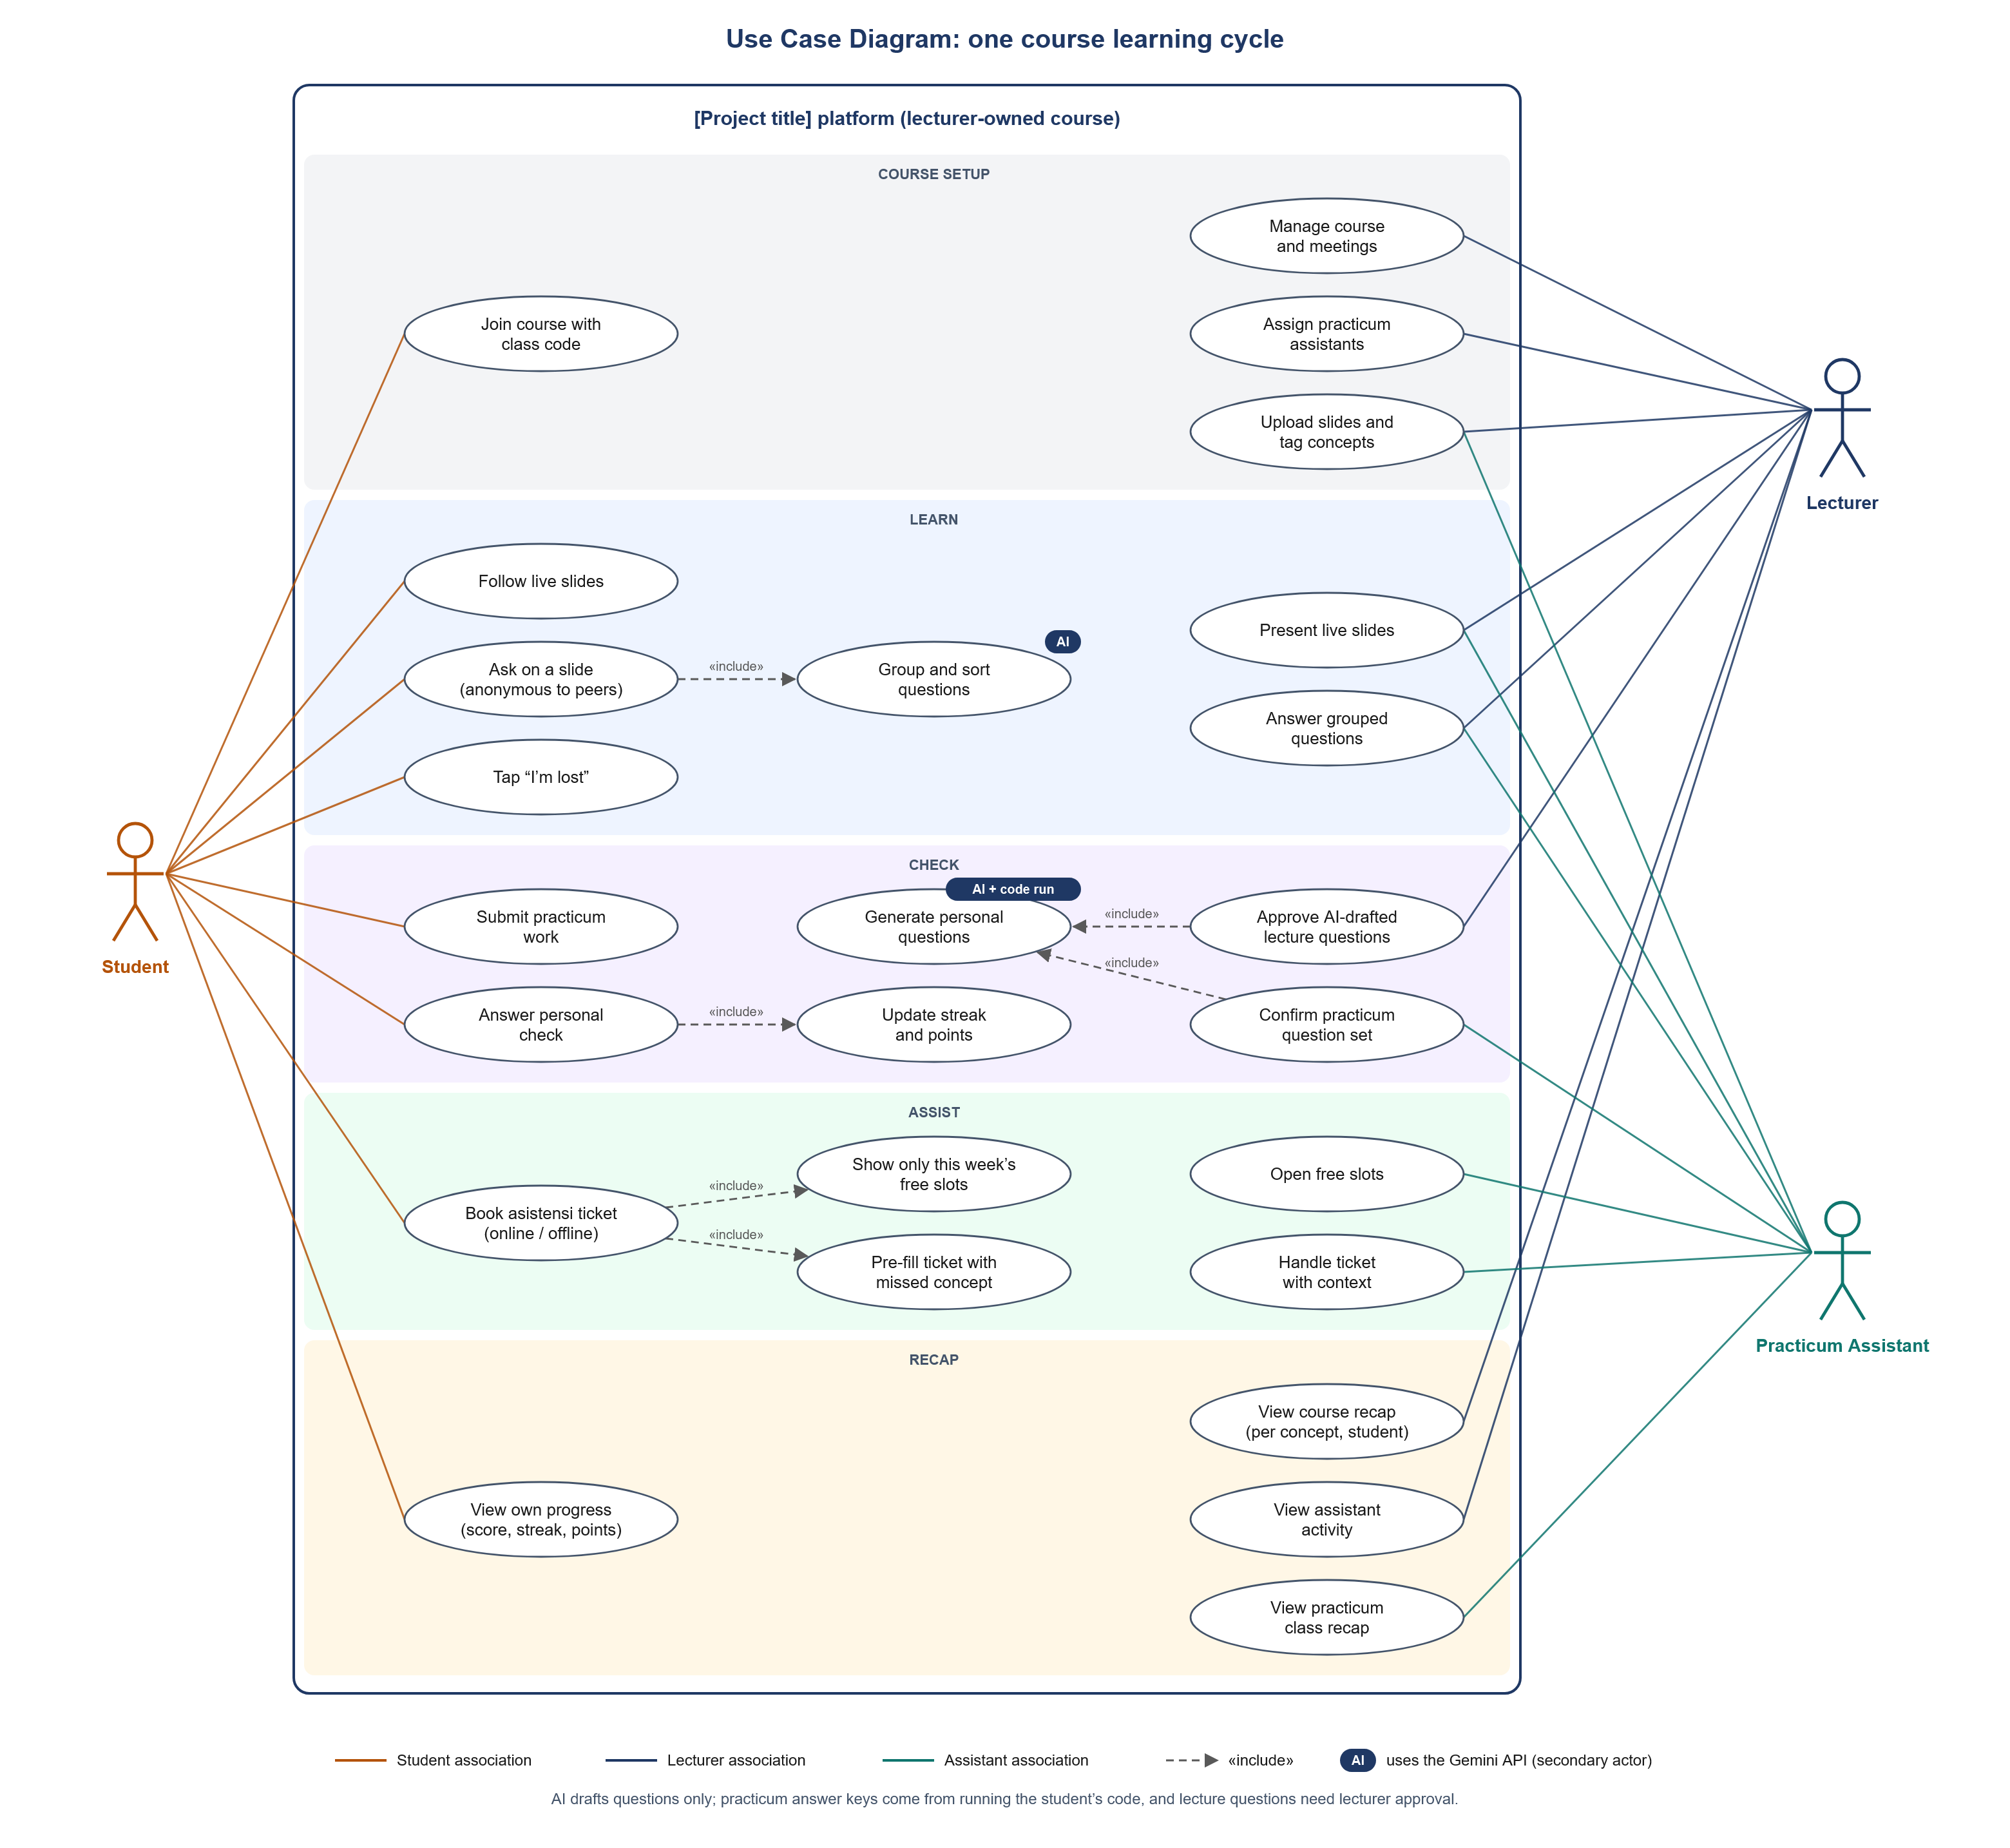 Use Case Diagram: one course learning cycle
[Project title] platform (lecturer-owned course)
COURSE SETUP
Manage course
and meetings
Join course with
class code
Assign practicum
assistants
Upload slides and
tag concepts
Lecturer
LEARN
Follow live slides
Present live slides
Ask on a slide
(anonymous to peers)
«include»
AI
Group and sort
questions
Answer grouped
questions
Tap “I’m lost”
Student
CHECK
Submit practicum
work
AI + code run
Generate personal
questions
«include»
Approve AI-drafted
lecture questions
«include»
Answer personal
check
«include»
Update streak
and points
Confirm practicum
question set
ASSIST
Book asistensi ticket
(online / offline)
«include»
Show only this week’s
free slots
Open free slots
«include»
Pre-fill ticket with
missed concept
Handle ticket
with context
Practicum Assistant
RECAP
View course recap
(per concept, student)
View own progress
(score, streak, points)
View assistant
activity
View practicum
class recap
Student association
Lecturer association
Assistant association
«include»
AI
uses the Gemini API (secondary actor)
AI drafts questions only; practicum answer keys come from running the student’s code, and lecture questions need lecturer approval.